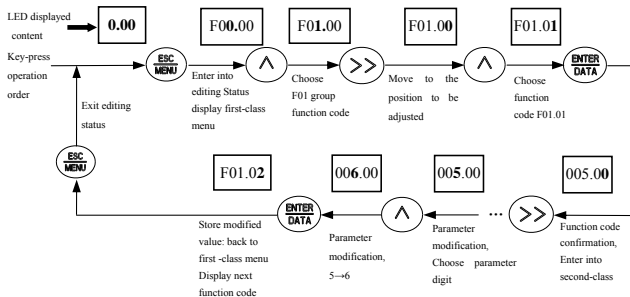 LED displayed
content
0.00
F00.00
F01.00
F01.00
F01.01
Key-press
operation
order
ESC
MENU
∧
>>
∧
ENTER
DATA
Enter into
editing Status
display first-class
menu
Choose
F01 group
function code
Move to the
position to be
adjusted
Choose
function
code F01.01
Exit editing
status
ESC
MENU
F01.02
006.00
005.00
005.00
ENTER
DATA
∧
...
>>
Store modified
value: back to
first -class menu
Display next
function code
Parameter
modification,
5→6
Parameter
modification,
Choose parameter
digit
Function code
confirmation,
Enter into
second-class